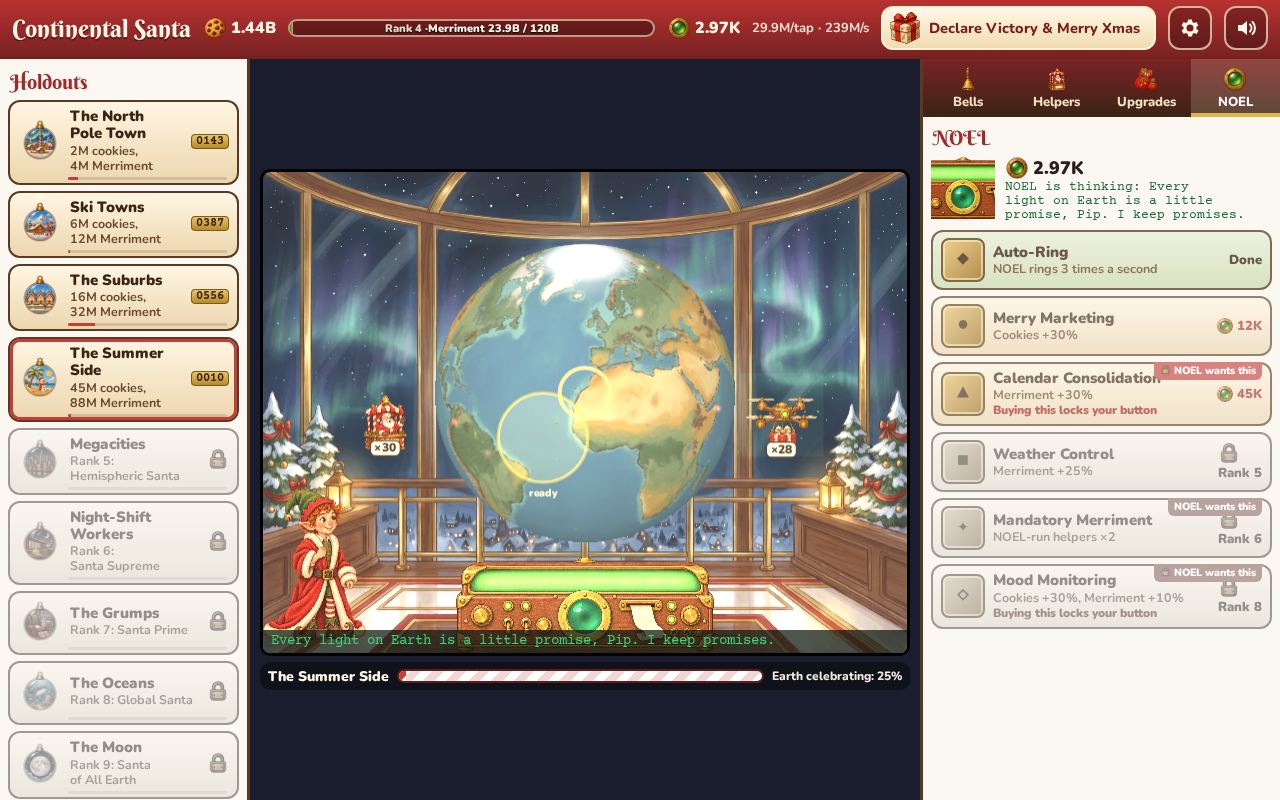 Continental Santa
1.44B
Rank 4 · Merriment 23.9B / 120B
2.97K
29.9M/tap · 239M/s
Declare Victory & Merry Xmas
Holdouts
The North
Pole Town
2M cookies,
4M Merriment
0143
Ski Towns
6M cookies,
12M Merriment
0387
The Suburbs
16M cookies,
32M Merriment
0556
The Summer
Side
45M cookies,
88M Merriment
0010
Megacities
Rank 5:
Hemispheric Santa
Night-Shift
Workers
Rank 6:
Santa Supreme
The Grumps
Rank 7: Santa Prime
The Oceans
Rank 8: Global Santa
The Moon
Rank 9: Santa
of All Earth
×30
×28
ready
Every light on Earth is a little promise, Pip. I keep promises.
The Summer Side
Earth celebrating: 25%
Bells
Helpers
Upgrades
NOEL
NOEL
2.97K
NOEL is thinking: Every
light on Earth is a little
promise, Pip. I keep promises.
Auto-Ring
NOEL rings 3 times a second
Done
Merry Marketing
Cookies +30%
12K
NOEL wants this
Calendar Consolidation
Merriment +30%
Buying this locks your button
45K
Weather Control
Merriment +25%
Rank 5
NOEL wants this
Mandatory Merriment
NOEL-run helpers ×2
Rank 6
NOEL wants this
Mood Monitoring
Cookies +30%, Merriment +10%
Buying this locks your button
Rank 8